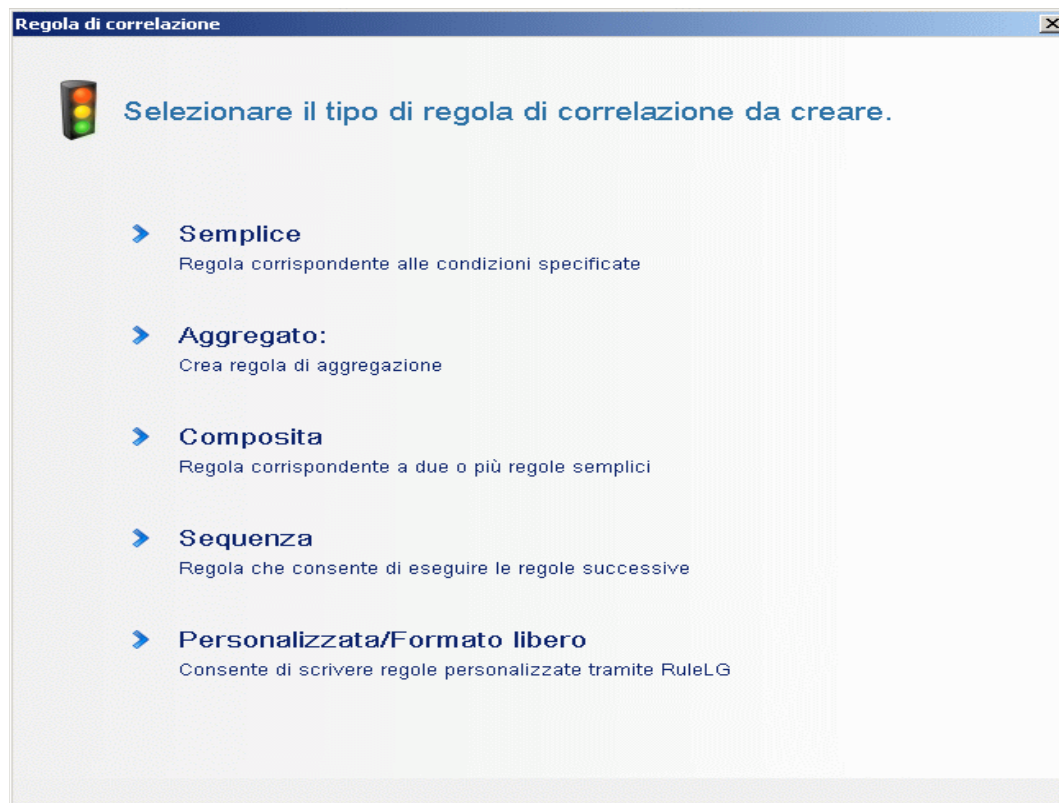 Regola di correlazione
Selezionare il tipo di regola di correlazione da creare.
Semplice
Regola corrispondente alle condizioni specificate
Aggregato:
Crea regola di aggregazione
Composita
Regola corrispondente a due o più regole semplici
Sequenza
Regola che consente di eseguire le regole successive
Personalizzata/Formato libero
Consente di scrivere regole personalizzate tramite RuleLG